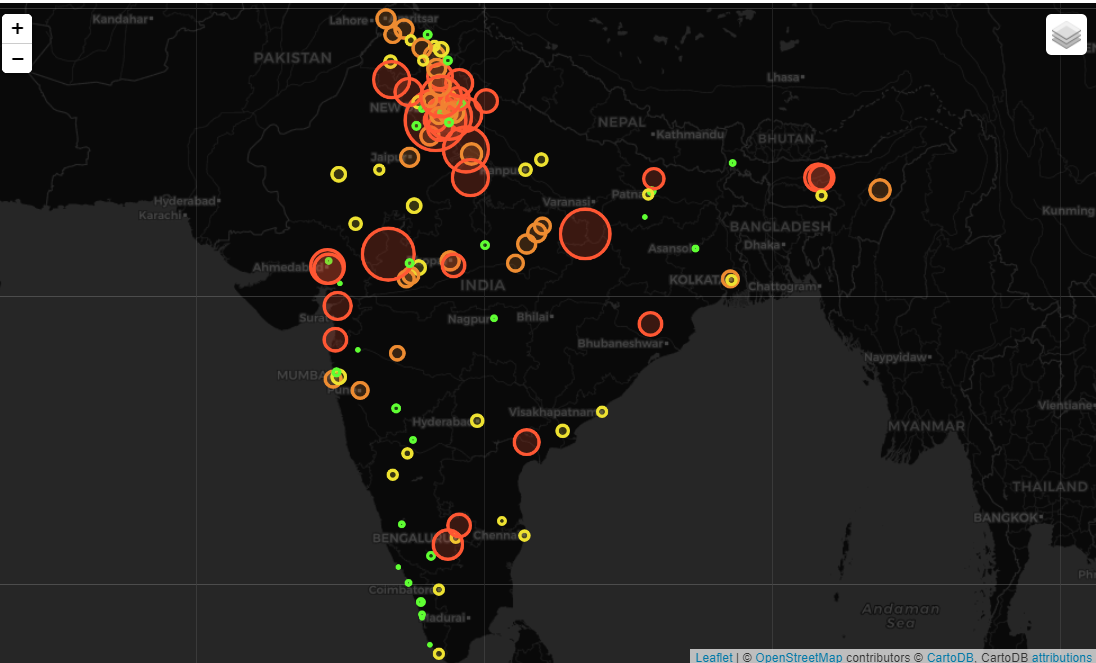 Kandahar
Lahore
Amritsar
+
−
PAKISTAN
Lhasa
NEW
NEPAL
Kathmandu
BHUTAN
Jaipur
Kanpur
Patna
Hyderabad
Karachi
Varanasi
Kunming
BANGLADESH
Asansol
Dhaka
Ahmedabad
INDIA
KOLKATA
Chattogram
Surat
Nagpur
Bhilai
Bhubaneshwar
Naypyidaw
MUMBAI
Pune
Vientiane
Hyderabad
Visakhapatnam
MYANMAR
THAILAND
BANGKOK
BENGALURU
Chennai
Coimbatore
Madurai
Andaman
Sea
Leaflet | © OpenStreetMap contributors © CartoDB, CartoDB attributions